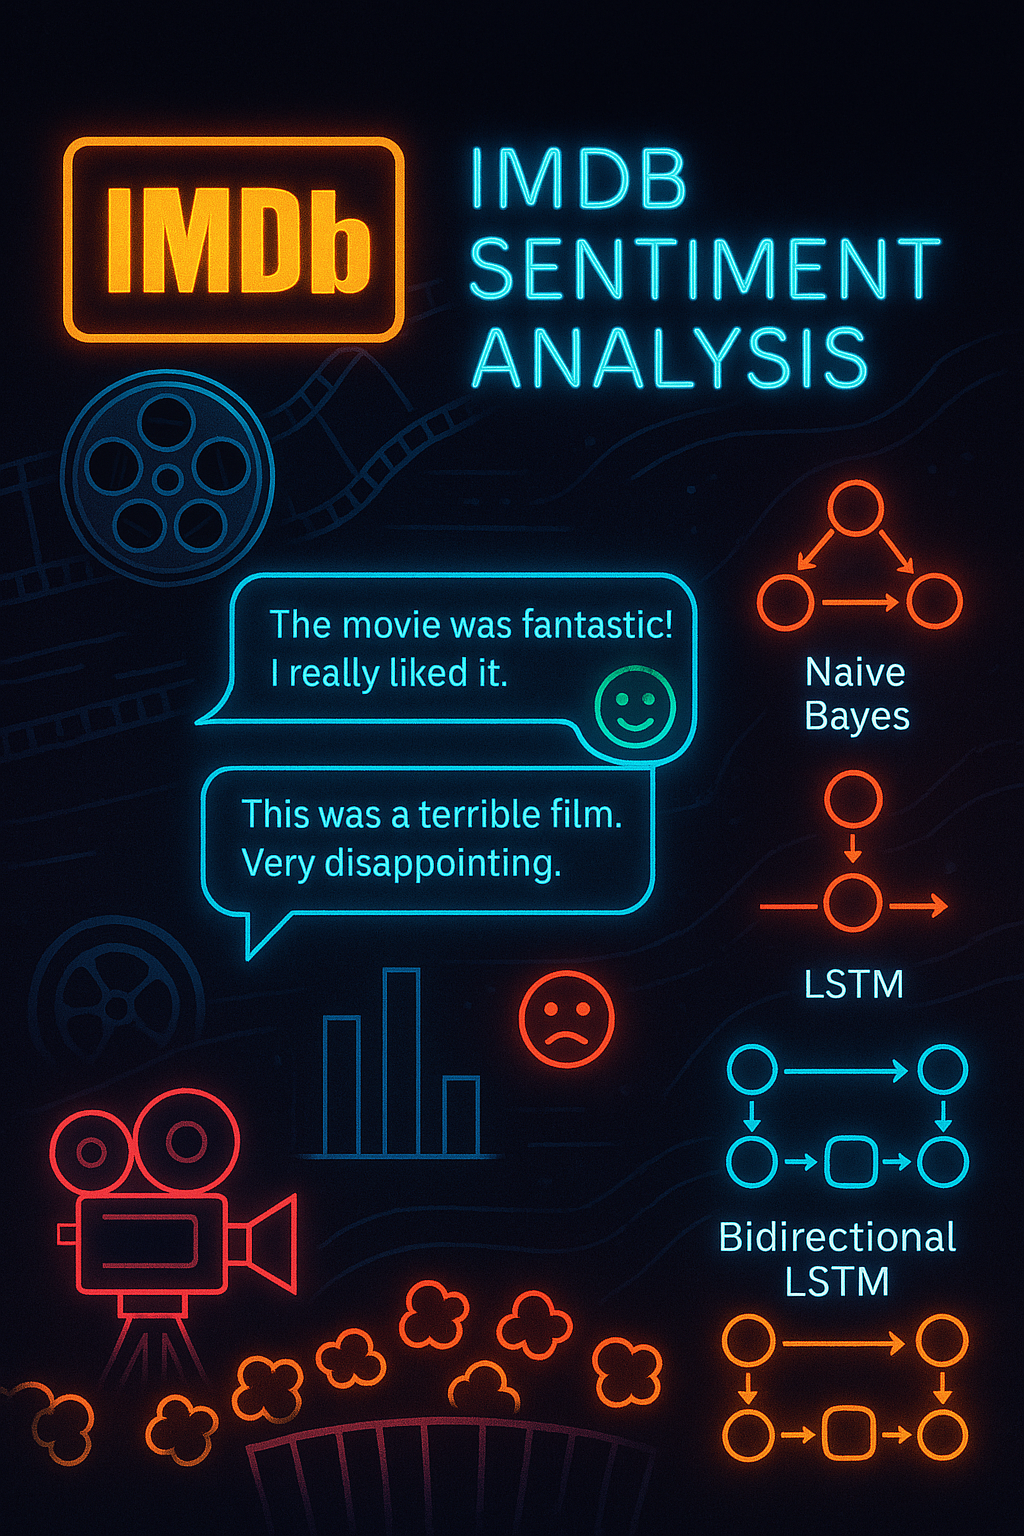 IMDb
IMDB
SENTIMENT
ANALYSIS
The movie was fantastic!
I really liked it.
This was a terrible film.
Very disappointing.
Naive
Bayes
LSTM
Bidirectional
LSTM